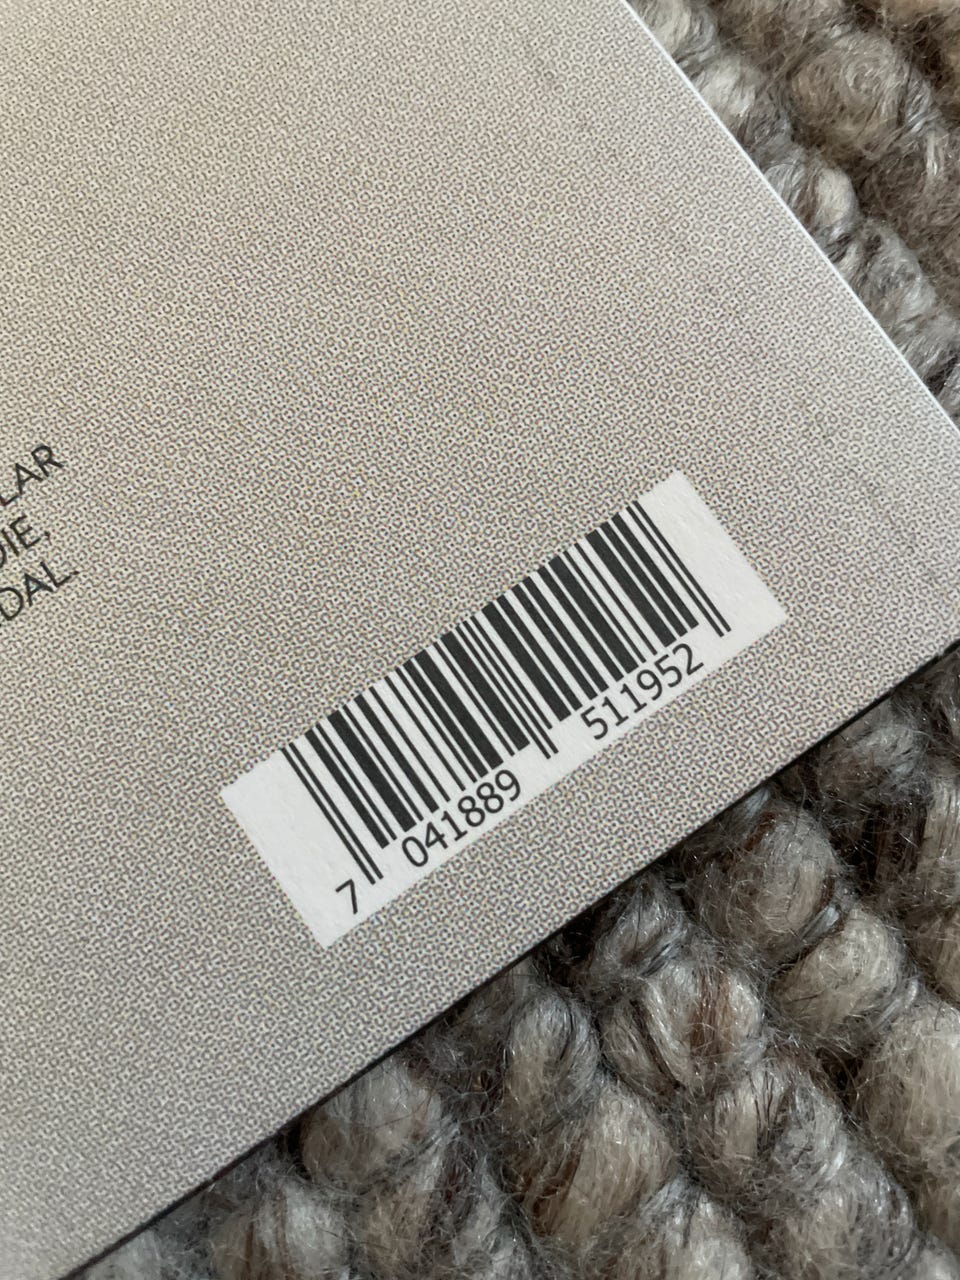 LAR
DIE,
DAL.
7 041889 511952